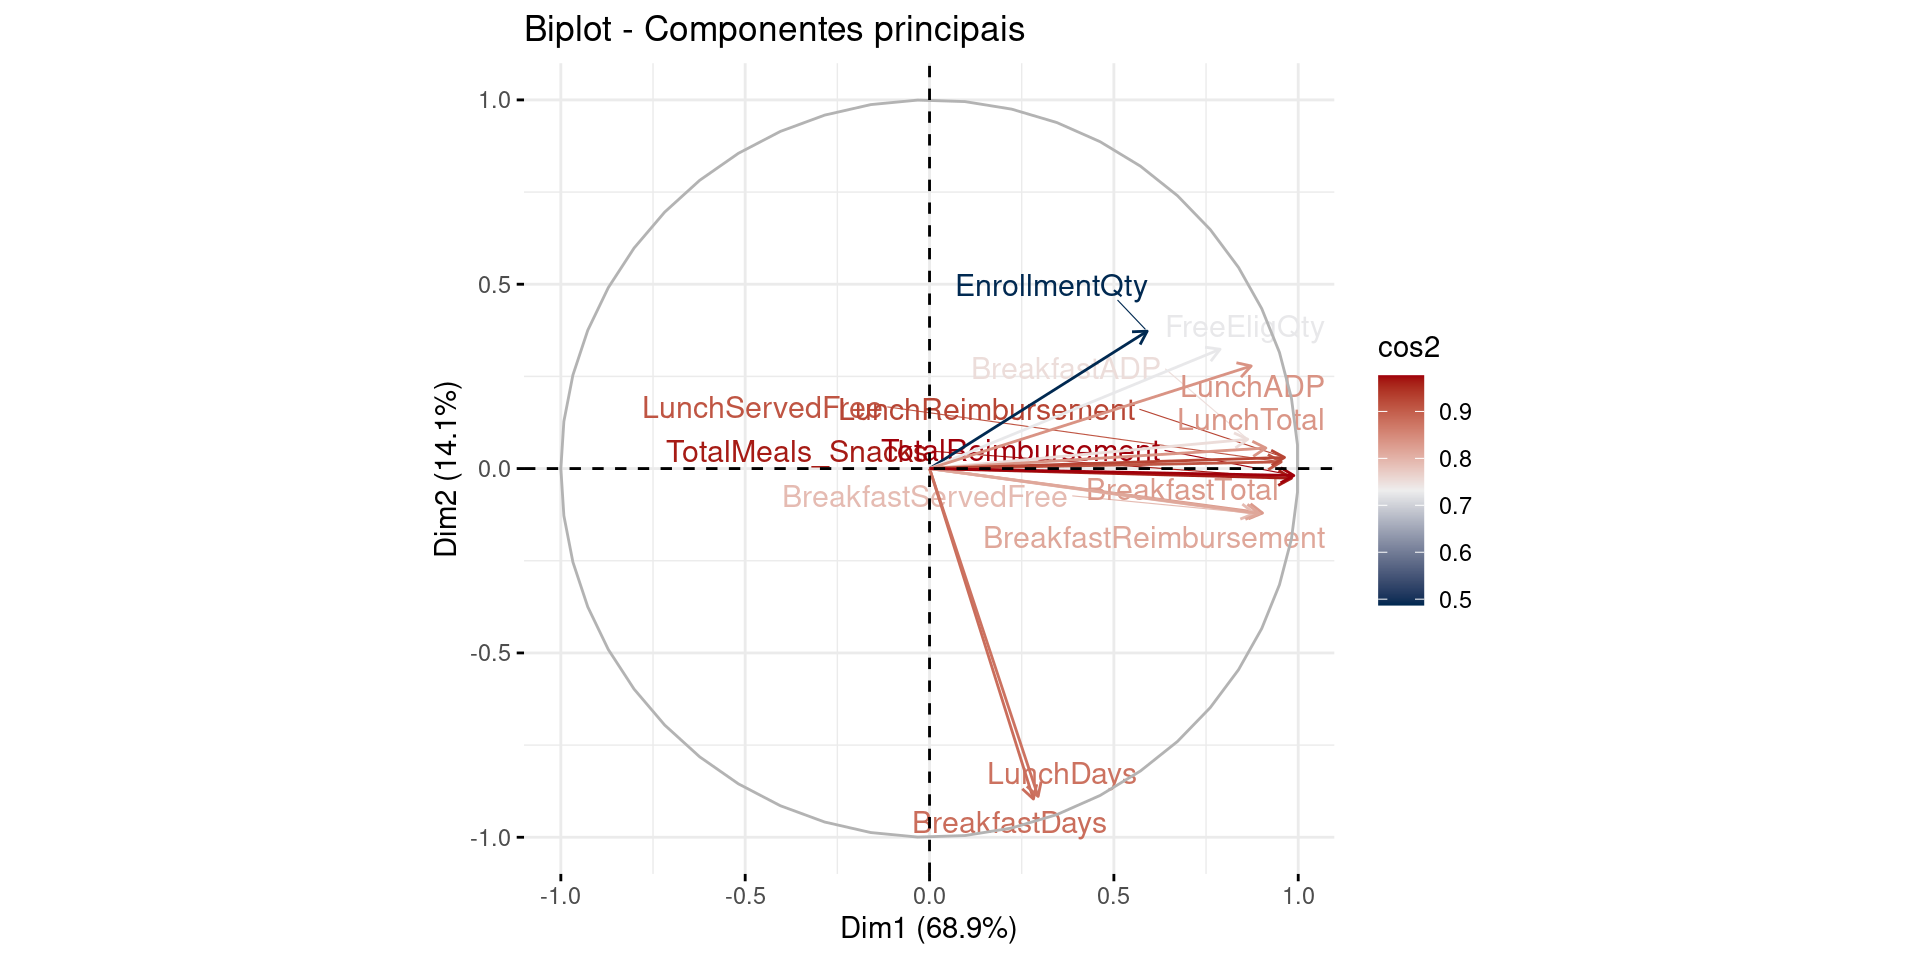 Biplot - Componentes principais
1.0
0.5
0.0
-0.5
-1.0
Dim2 (14.1%)
EnrollmentQty
FreeEligQty
BreakfastADP
LunchADP
LunchServedFree
LunchReimbursement
LunchTotal
TotalMeals_Snacks
TotalReimbursement
BreakfastServedFree
BreakfastTotal
BreakfastReimbursement
LunchDays
BreakfastDays
-1.0
-0.5
0.0
0.5
1.0
Dim1 (68.9%)
cos2
0.9
0.8
0.7
0.6
0.5